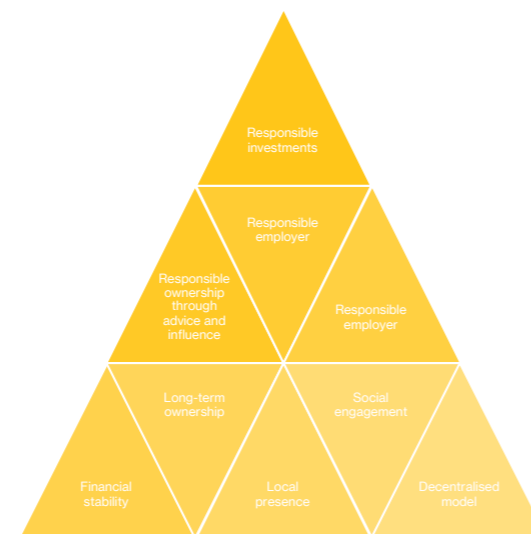 Responsible
investments
Responsible
employer
Responsible
ownership
through
advice and
influence
Responsible
employer
Long-term
ownership
Social
engagement
Financial
stability
Local
presence
Decentralised
model